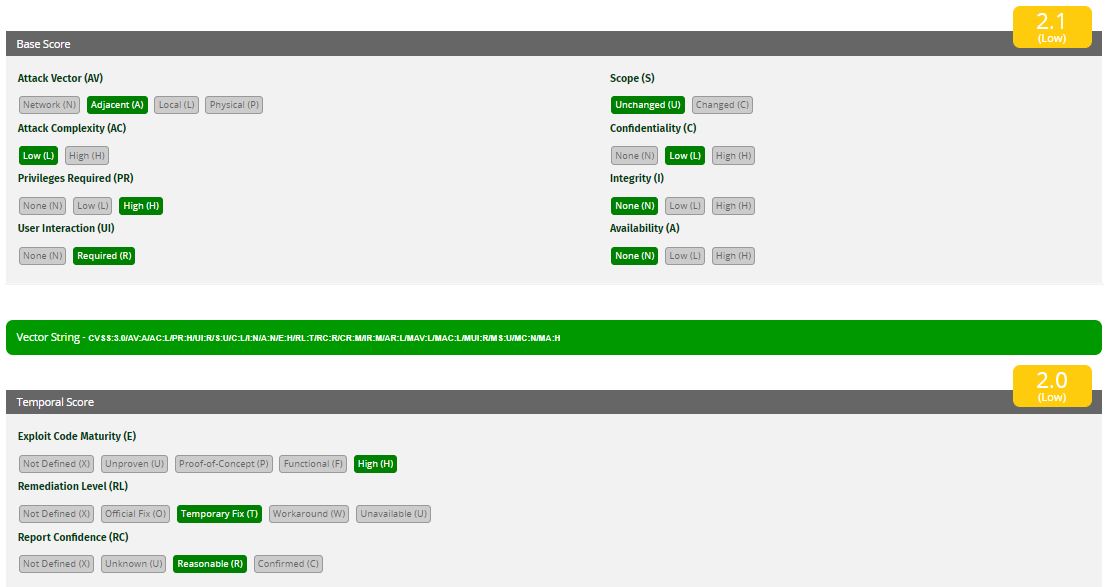 2.1
(Low)
Base Score
Attack Vector (AV)
Network (N) Adjacent (A) Local (L) Physical (P)
Attack Complexity (AC)
Low (L) High (H)
Privileges Required (PR)
None (N) Low (L) High (H)
User Interaction (UI)
None (N) Required (R)
Scope (S)
Unchanged (U) Changed (C)
Confidentiality (C)
None (N) Low (L) High (H)
Integrity (I)
None (N) Low (L) High (H)
Availability (A)
None (N) Low (L) High (H)
Vector String - CVSS:3.0/AV:A/AC:L/PR:H/UI:R/S:U/C:L/I:N/A:N/E:H/RL:T/RC:R/CR:M/IR:M/AR:L/MAV:L/MAC:L/MUI:R/MS:U/MC:N/MA:H
2.0
(Low)
Temporal Score
Exploit Code Maturity (E)
Not Defined (X) Unproven (U) Proof-of-Concept (P) Functional (F) High (H)
Remediation Level (RL)
Not Defined (X) Official Fix (O) Temporary Fix (T) Workaround (W) Unavailable (U)
Report Confidence (RC)
Not Defined (X) Unknown (U) Reasonable (R) Confirmed (C)